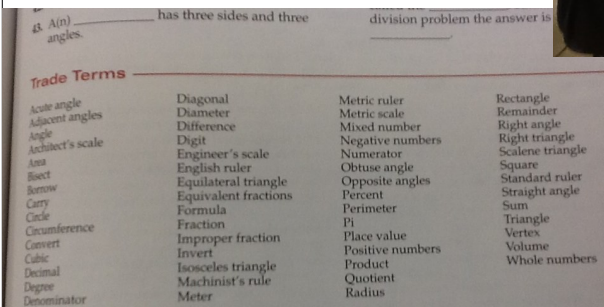 43. A(n) ____________ has three sides and three
angles.
division problem the answer is
____________.
Trade Terms
Acute angle
Adjacent angles
Angle
Architect's scale
Area
Bisect
Borrow
Carry
Circle
Circumference
Convert
Cubic
Decimal
Degree
Denominator
Diagonal
Diameter
Difference
Digit
Engineer's scale
English ruler
Equilateral triangle
Equivalent fractions
Formula
Fraction
Improper fraction
Invert
Isosceles triangle
Machinist's rule
Meter
Metric ruler
Metric scale
Mixed number
Negative numbers
Numerator
Obtuse angle
Opposite angles
Percent
Perimeter
Pi
Place value
Positive numbers
Product
Quotient
Radius
Rectangle
Remainder
Right angle
Right triangle
Scalene triangle
Square
Standard ruler
Straight angle
Sum
Triangle
Vertex
Volume
Whole numbers